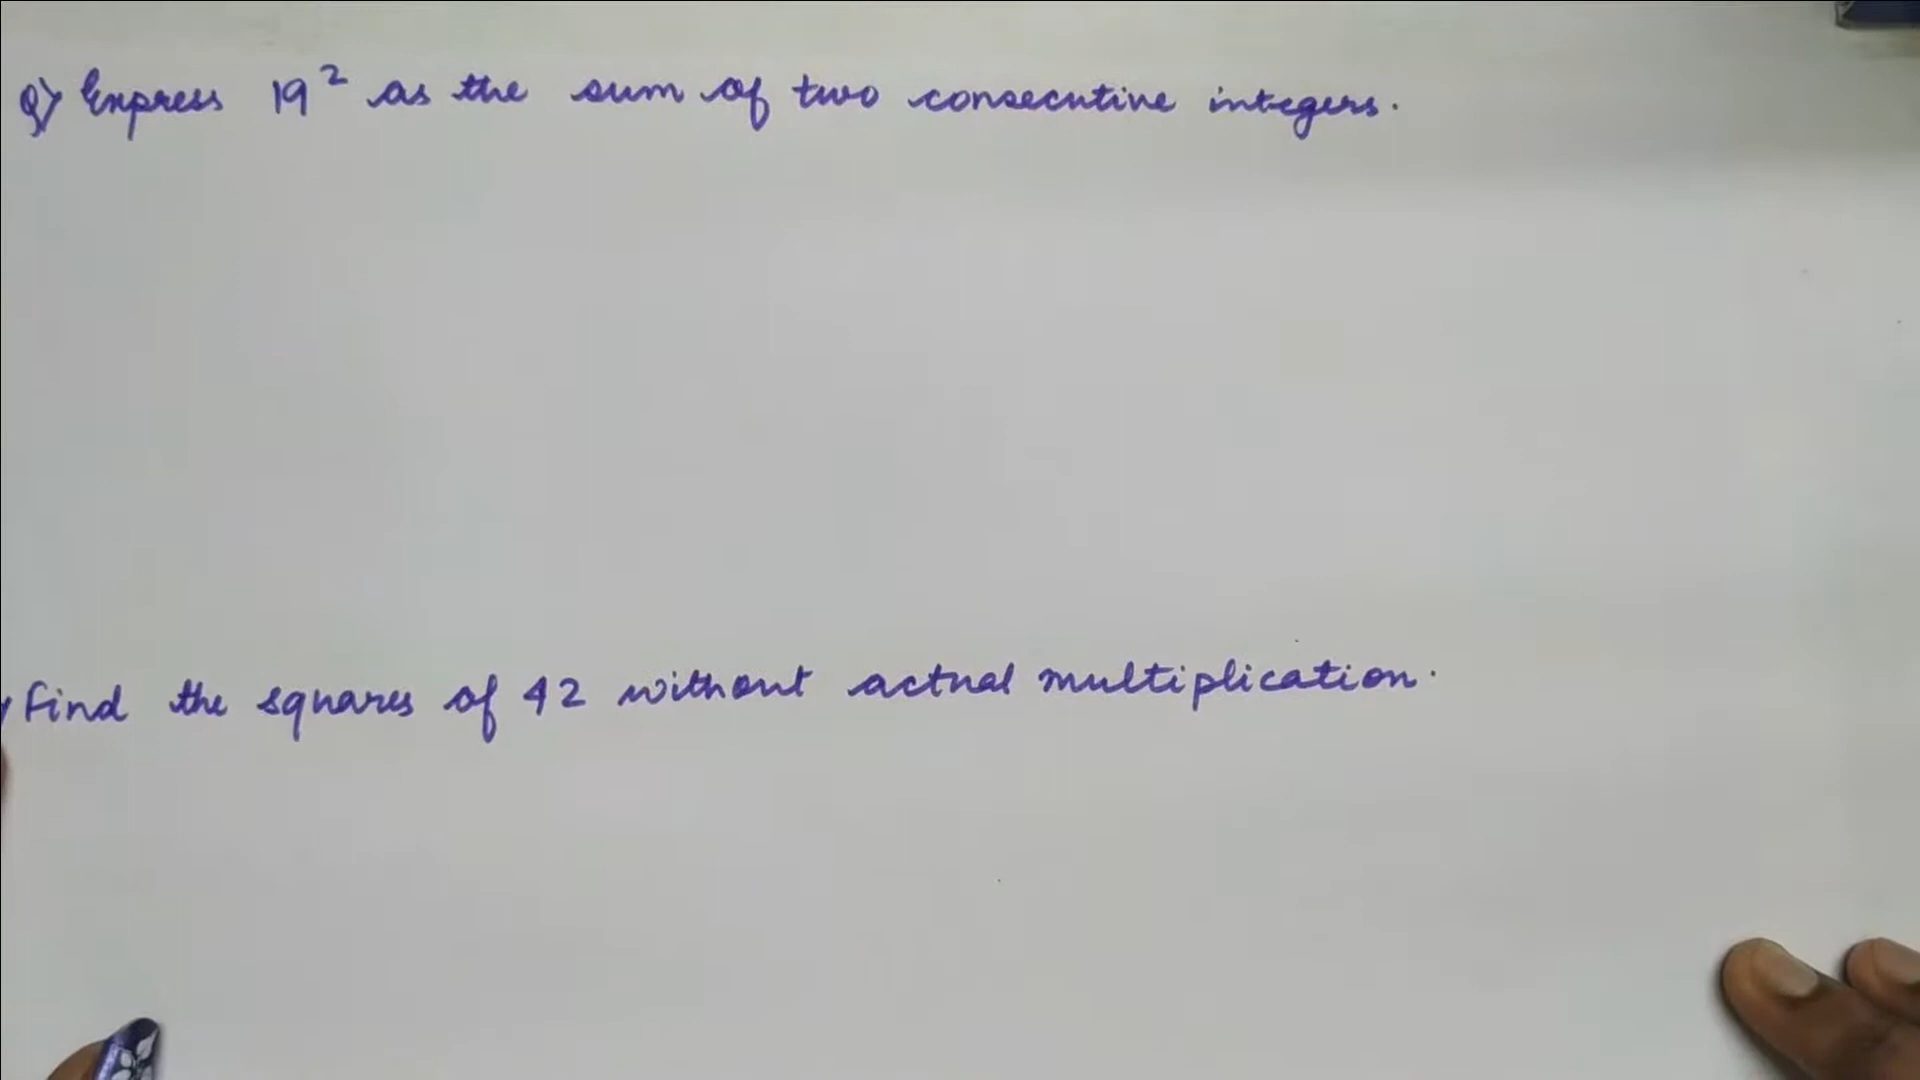 Q) Express 19² as the sum of two consecutive integers.
Find the squares of 42 without actual multiplication.